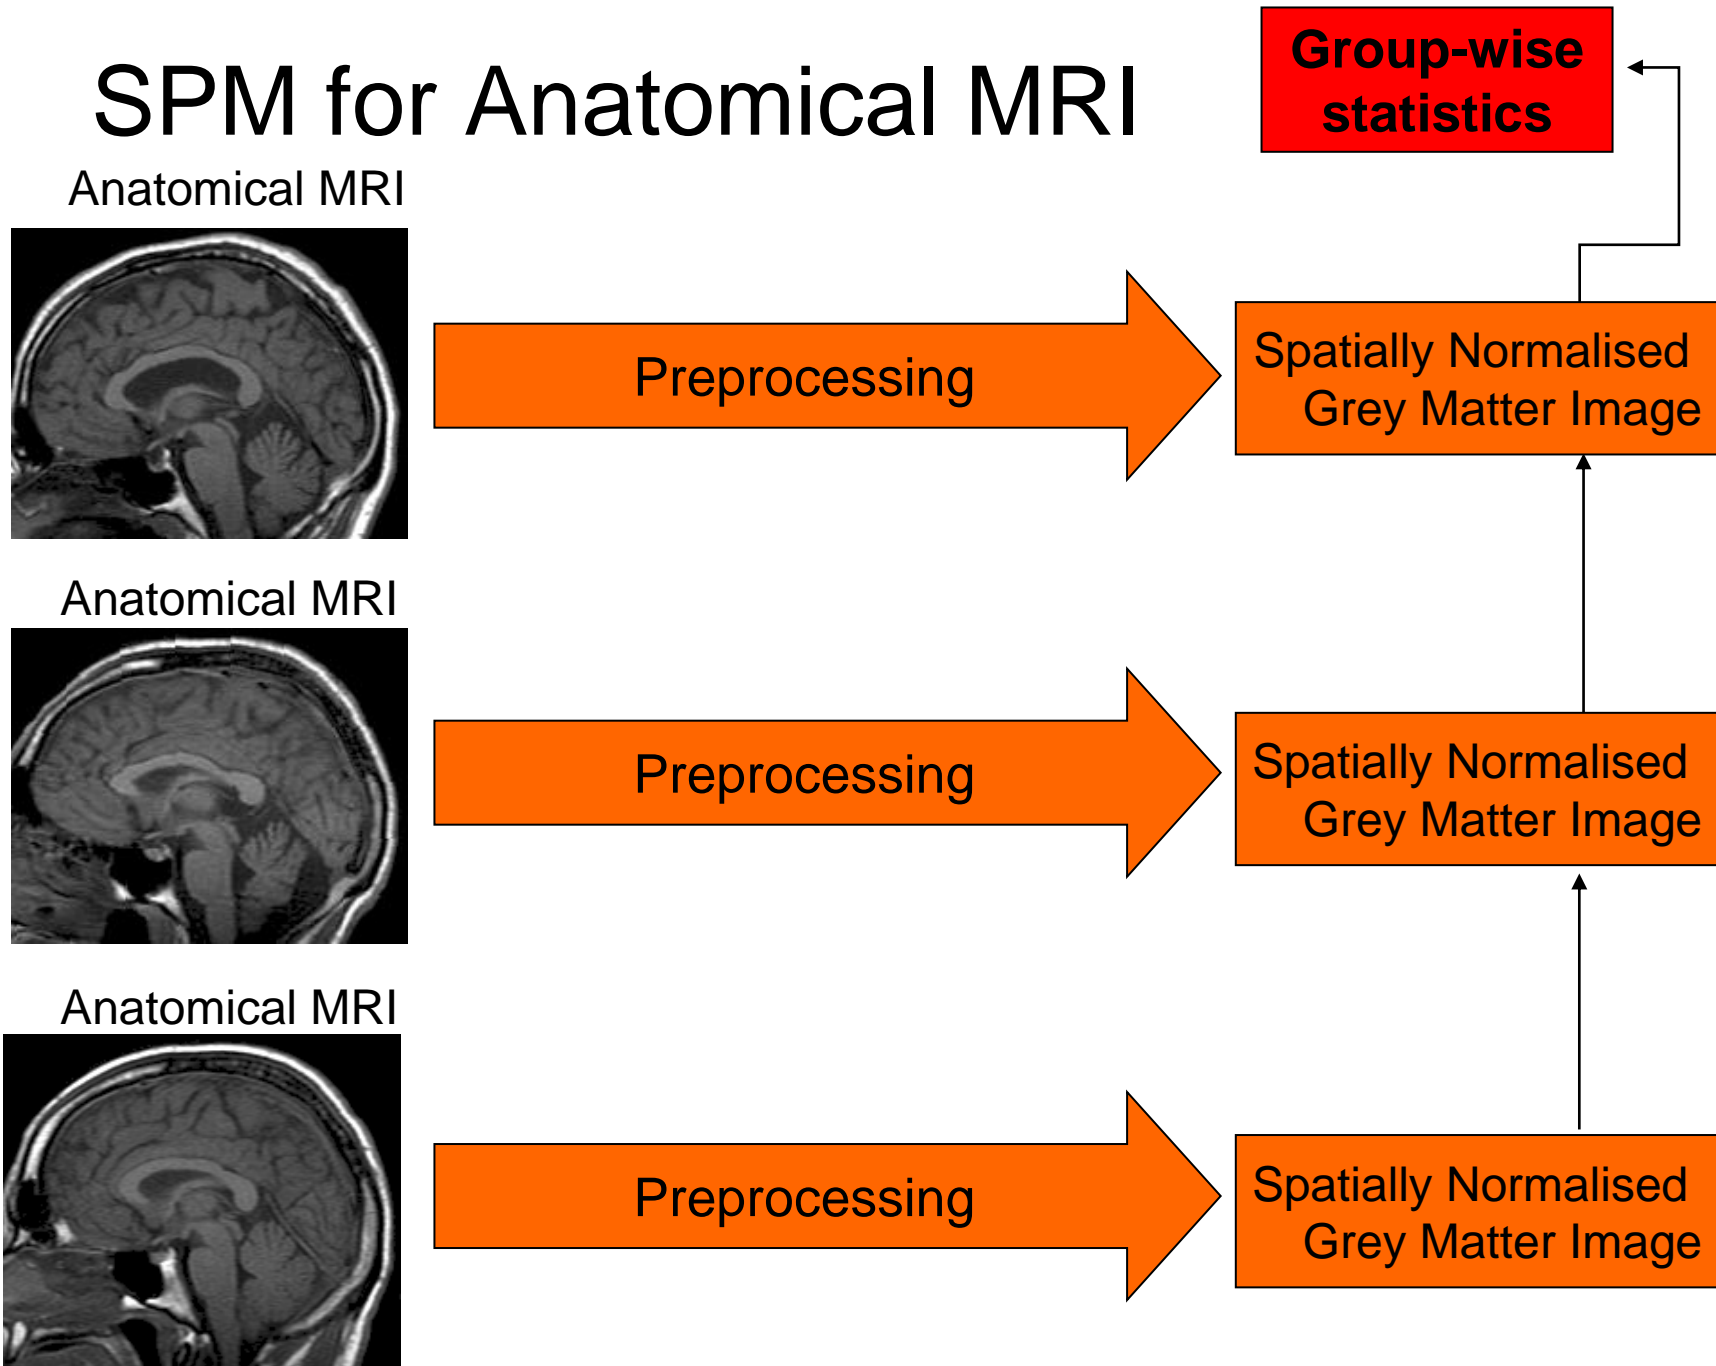 SPM for Anatomical MRI
Group-wise
statistics
Anatomical MRI
Preprocessing
Spatially Normalised
Grey Matter Image
Anatomical MRI
Preprocessing
Spatially Normalised
Grey Matter Image
Anatomical MRI
Preprocessing
Spatially Normalised
Grey Matter Image